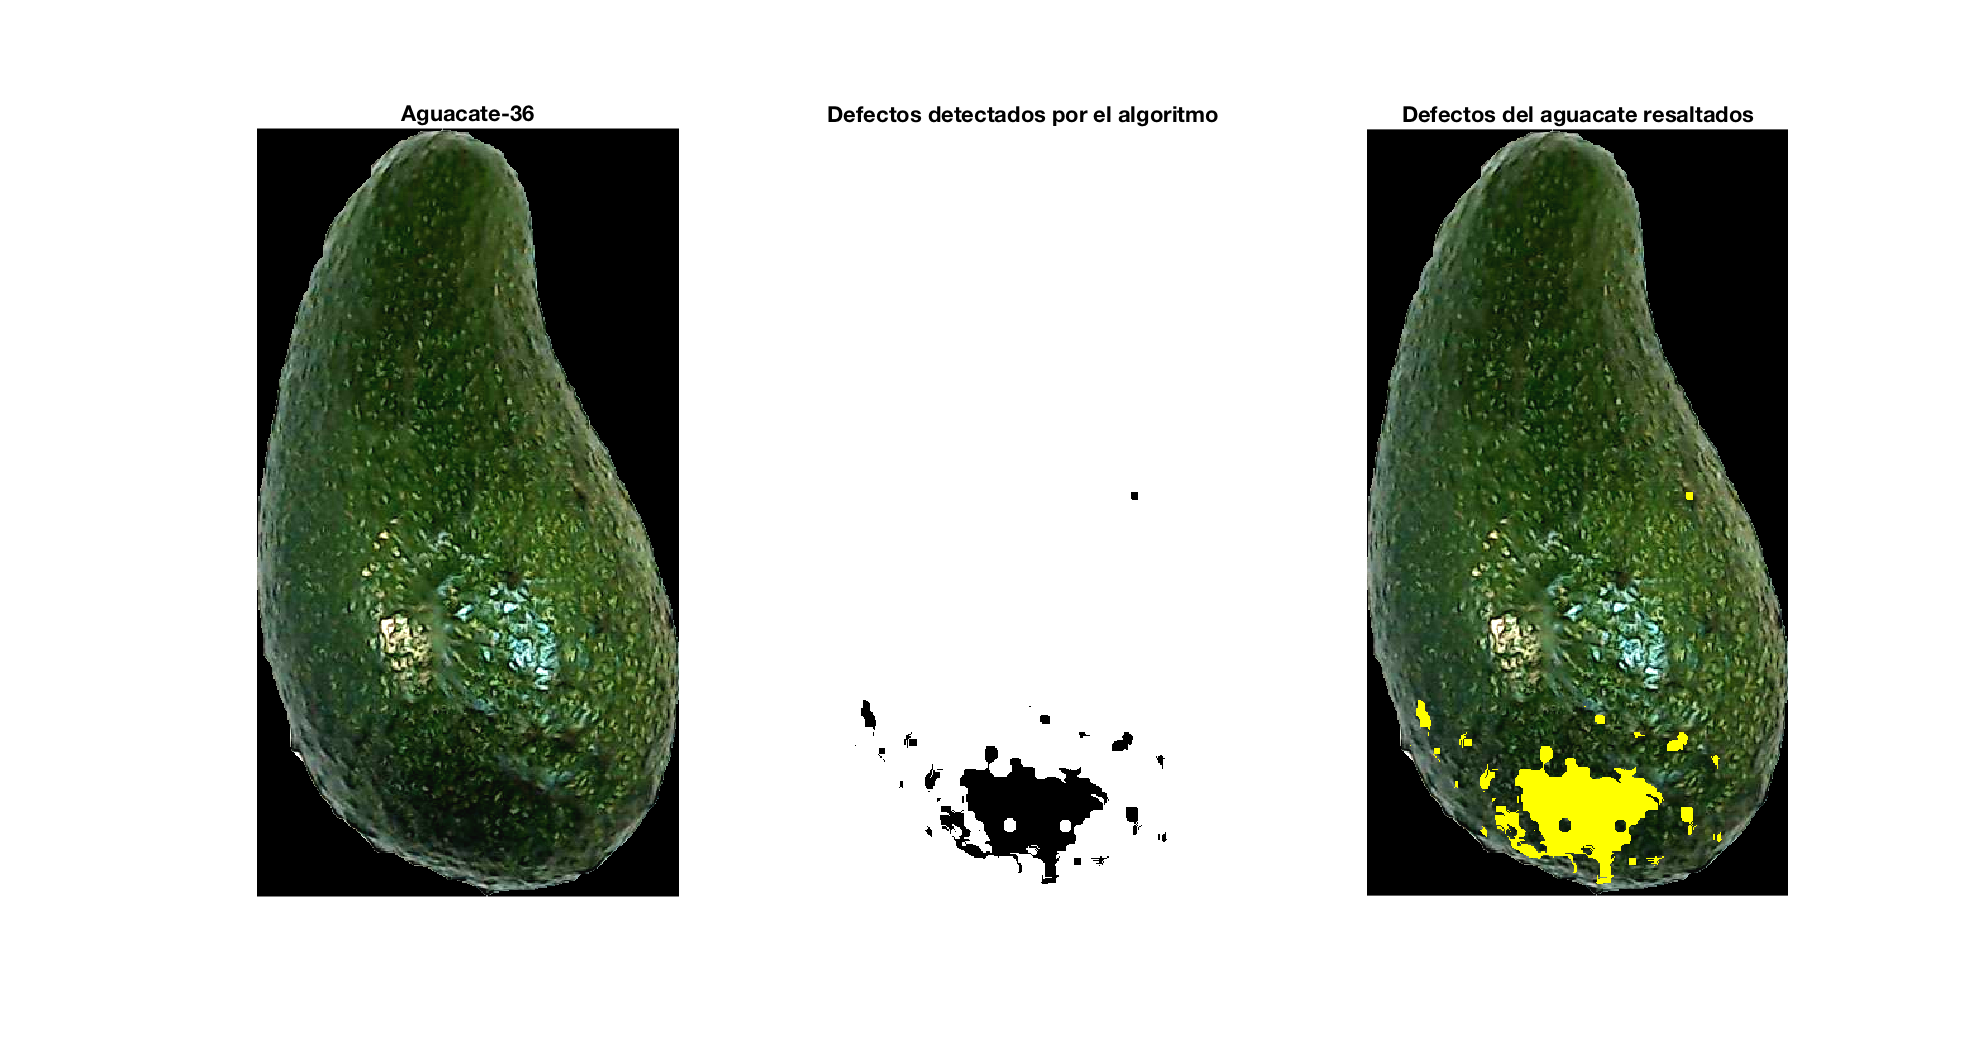 Aguacate-36
Defectos detectados por el algoritmo
Defectos del aguacate resaltados